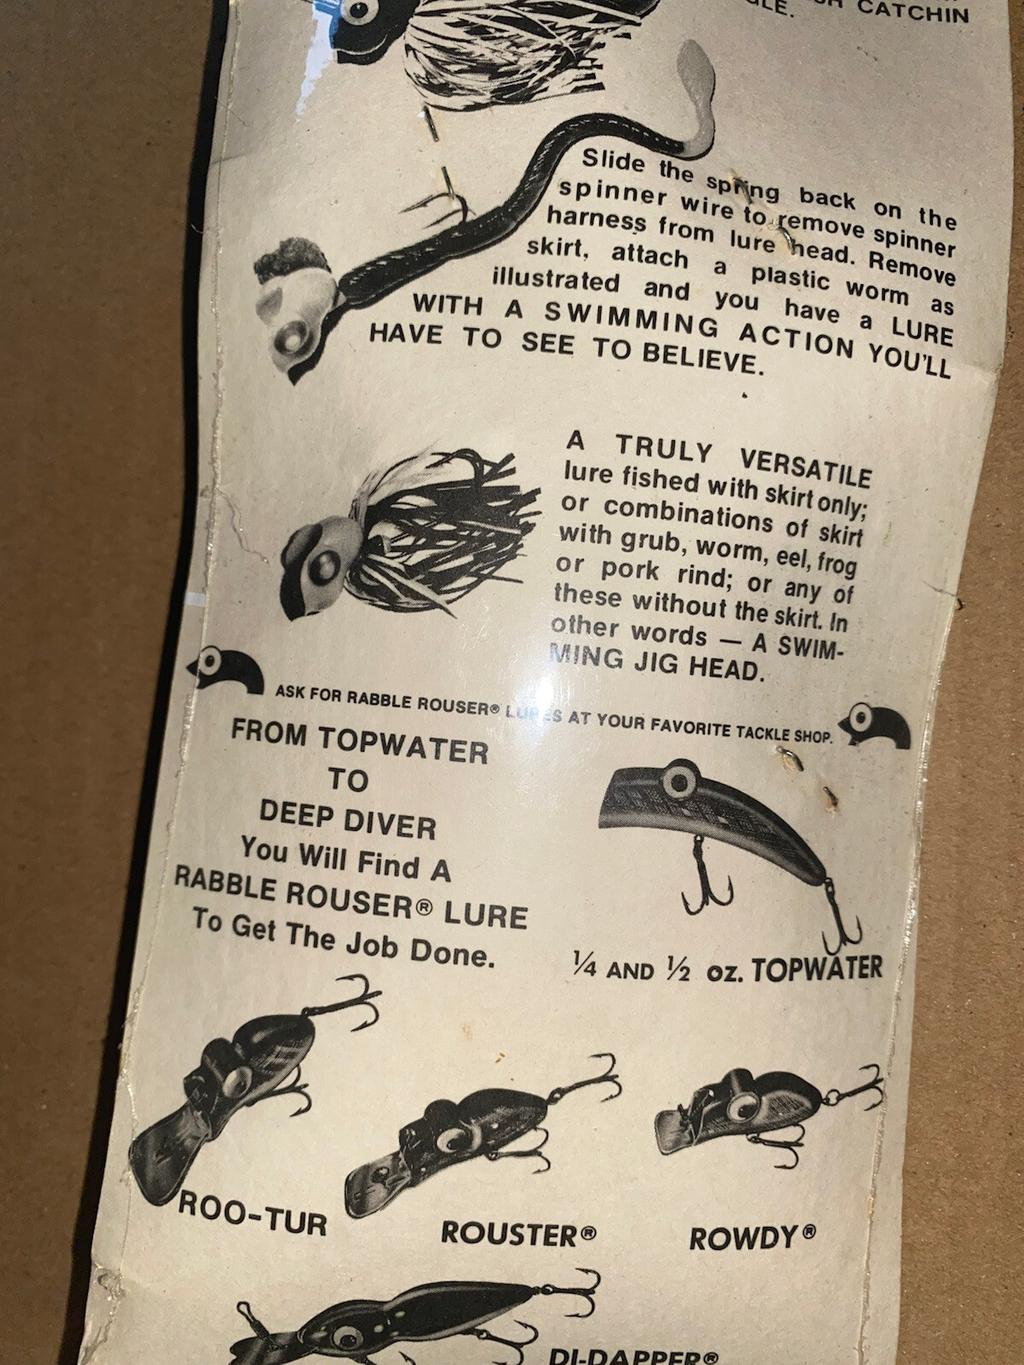 CATCHIN
Slide the spring back on the
spinner wire to remove spinner
harness from lure head. Remove
skirt, attach a plastic worm as
illustrated and you have a LURE
WITH A SWIMMING ACTION YOU'LL
HAVE TO SEE TO BELIEVE.
A TRULY VERSATILE
lure fished with skirt only;
or combinations of skirt
with grub, worm, eel, frog
or pork rind; or any of
these without the skirt. In
other words — A SWIM-
MING JIG HEAD.
ASK FOR RABBLE ROUSER® LURES AT YOUR FAVORITE TACKLE SHOP.
FROM TOPWATER
TO
DEEP DIVER
You Will Find A
RABBLE ROUSER® LURE
To Get The Job Done.
¼ AND ½ oz. TOPWATER
ROO-TUR
ROUSTER®
ROWDY®
DI-DAPPER®